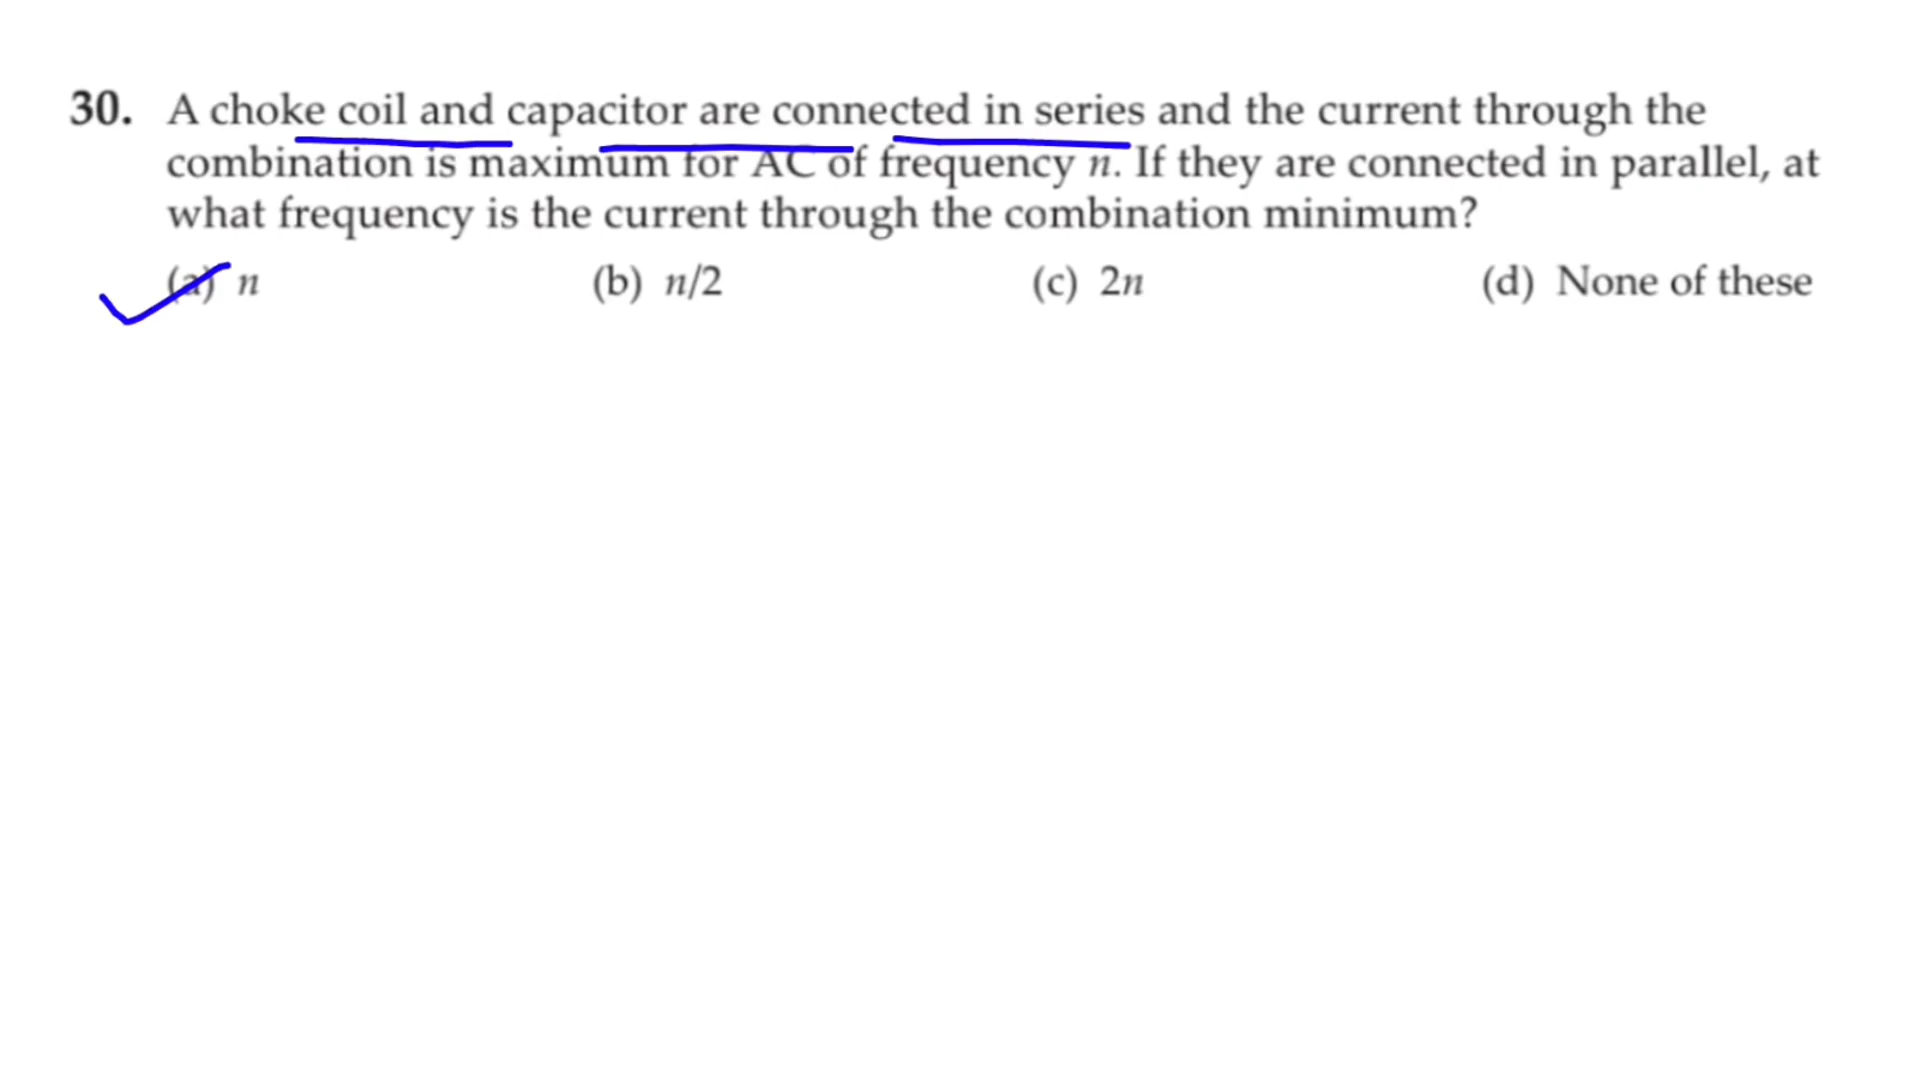 30. A choke coil and capacitor are connected in series and the current through the
combination is maximum for AC of frequency n. If they are connected in parallel, at
what frequency is the current through the combination minimum?
(a) n (b) n/2 (c) 2n (d) None of these